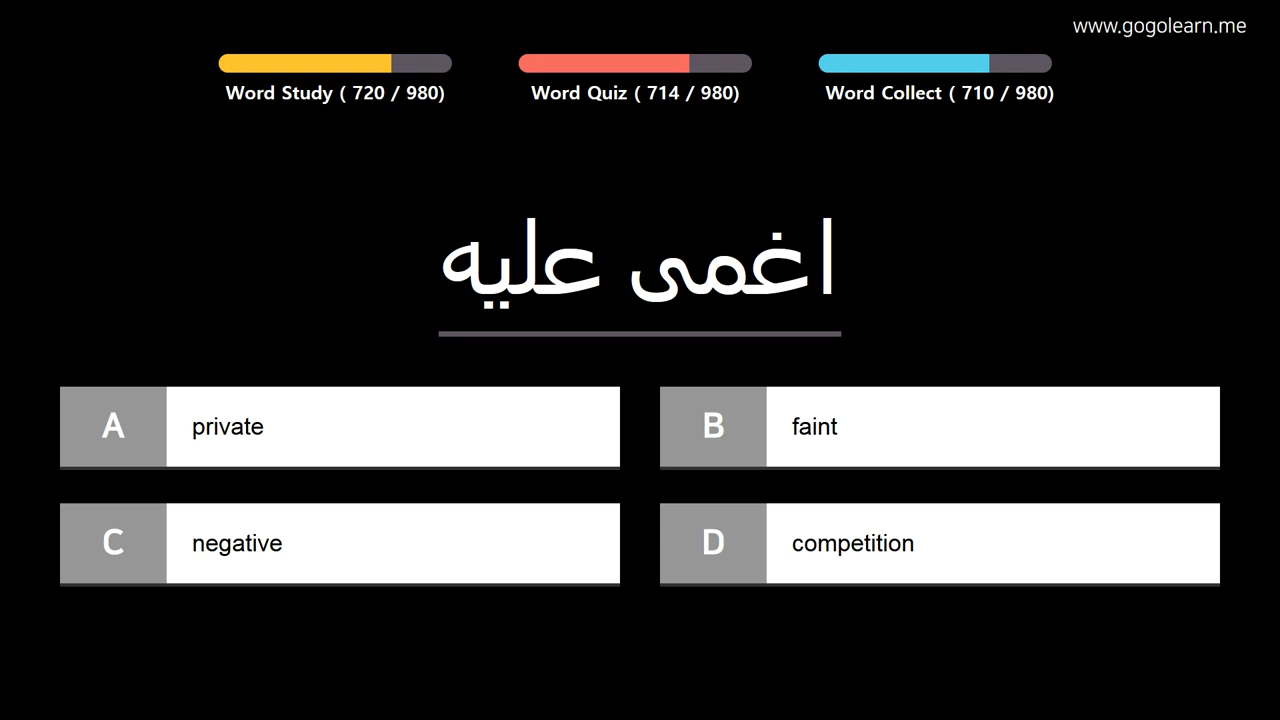 www.gogolearn.me
Word Study ( 720 / 980)
Word Quiz ( 714 / 980)
Word Collect ( 710 / 980)
اغمى عليه
A private
B faint
C negative
D competition